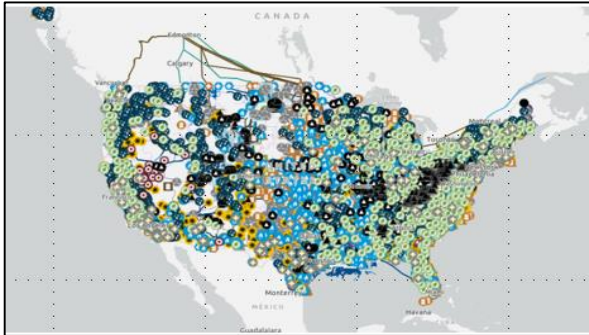 CANADA
Edmonton
Calgary
Vancouver
Montreal
Toronto
Monterrey
MÉXICO
Havana
Guadalajara